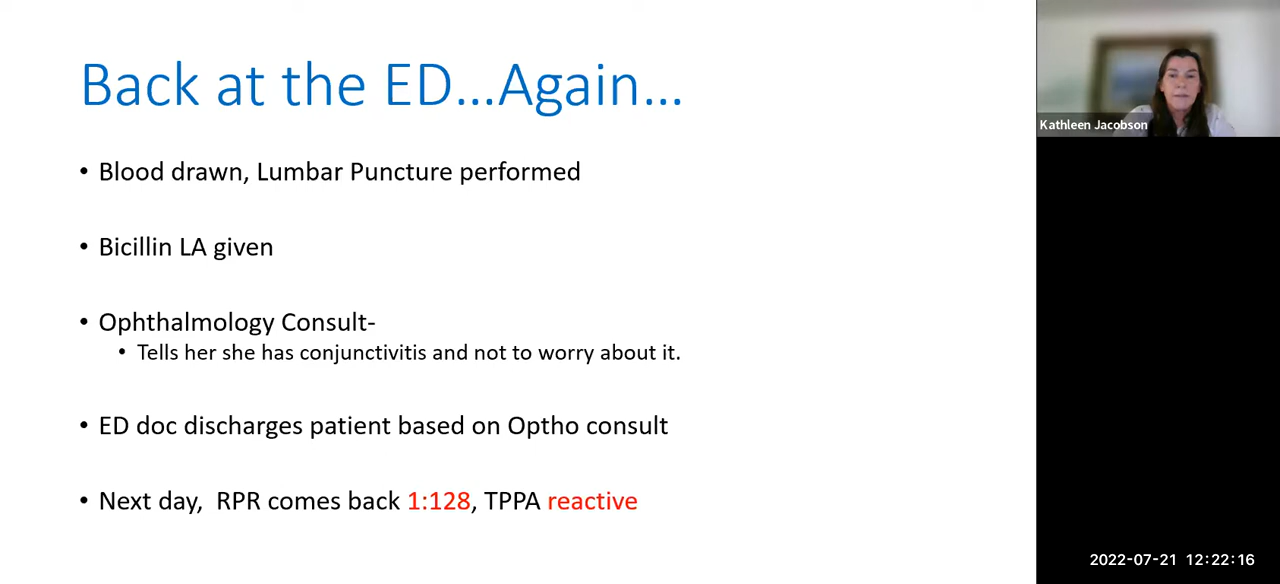 Back at the ED...Again...
• Blood drawn, Lumbar Puncture performed
• Bicillin LA given
• Ophthalmology Consult-
• Tells her she has conjunctivitis and not to worry about it.
• ED doc discharges patient based on Optho consult
• Next day,  RPR comes back 1:128, TPPA reactive
Kathleen Jacobson
2022-07-21 12:22:16